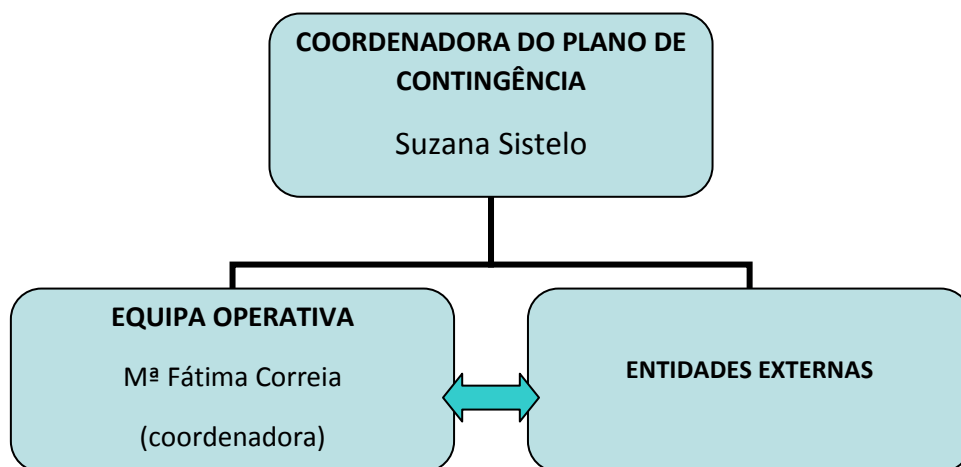 COORDENADORA DO PLANO DE
CONTINGÊNCIA
Suzana Sistelo
EQUIPA OPERATIVA
Mª Fátima Correia
(coordenadora)
ENTIDADES EXTERNAS